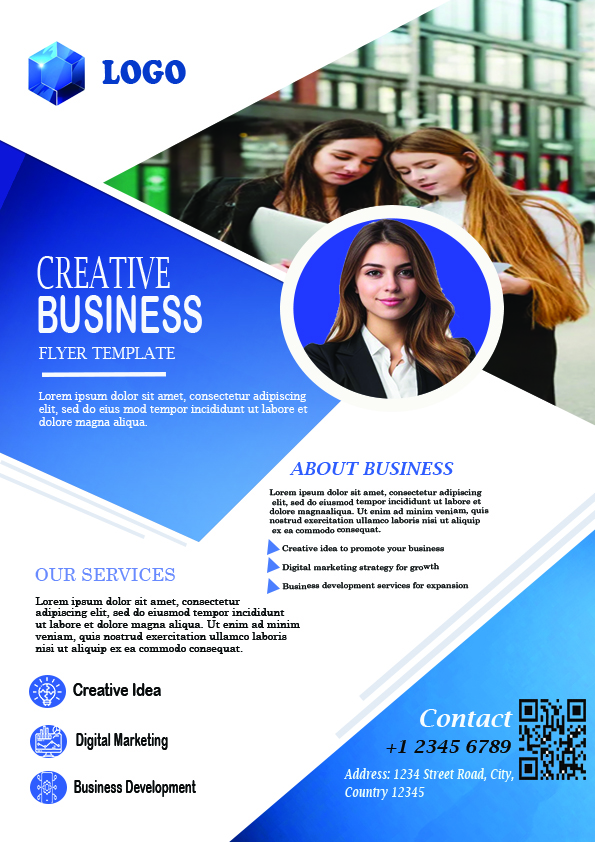 LOGO
CREATIVE
BUSINESS
FLYER TEMPLATE
Lorem ipsum dolor sit amet, consectetur adipiscing
elit, sed do eius mod tempor incididunt ut labore et
dolore magna aliqua.
ABOUT BUSINESS
Lorem ipsum dolor sit amet, consectetur adipiscing
elit, sed do eiusmod tempor incididunt ut labore et
dolore magnaaliqua. Ut enim ad minim veniam, quis
nostrud exercitation ullamco laboris nisi ut aliquip
ex ea commodo consequat.
Creative idea to promote your business
Digital marketing strategy for growth
Business development services for expansion
OUR SERVICES
Lorem ipsum dolor sit amet, consectetur
adipiscing elit, sed do eiusmod tempor incididunt
ut labore et dolore magna aliqua. Ut enim ad minim
veniam, quis nostrud exercitation ullamco laboris
nisi ut aliquip ex ea commodo consequat.
Creative Idea
Digital Marketing
Business Development
Contact
+1 2345 6789
Address: 1234 Street Road, City,
Country 12345